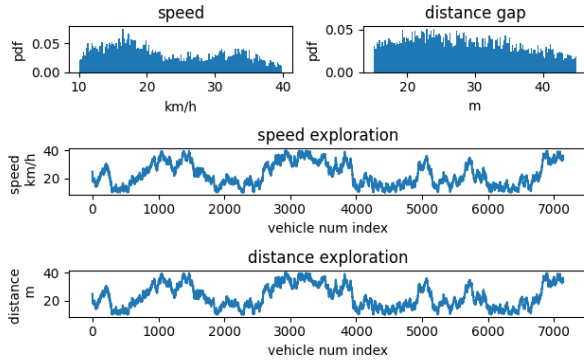 speed
distance gap
pdf
0.05
0.00
10
20
30
40
km/h
pdf
0.05
0.00
20
30
40
m
speed exploration
speed
km/h
40
20
0
1000
2000
3000
4000
5000
6000
7000
vehicle num index
distance exploration
distance
m
40
20
0
1000
2000
3000
4000
5000
6000
7000
vehicle num index